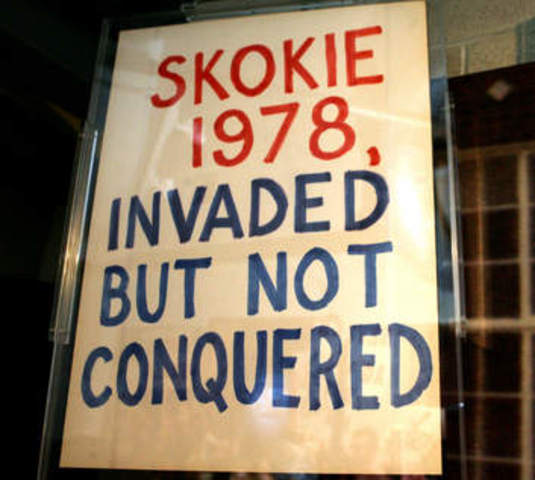 SKOKIE
1978,
INVADED
BUT NOT
CONQUERED